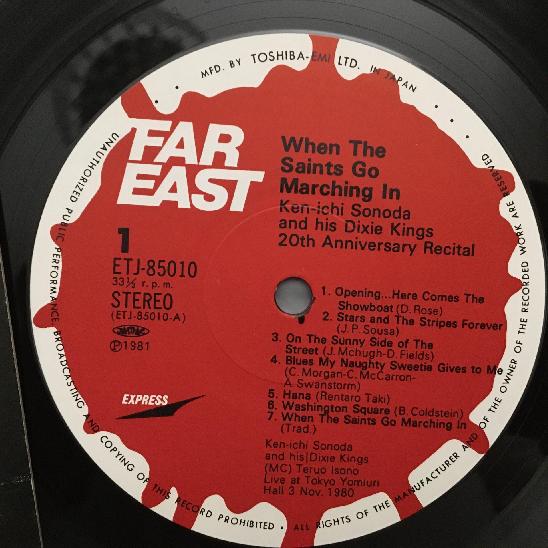 MFD. BY TOSHIBA-EMI LTD. IN JAPAN
FAR
EAST
When The
Saints Go
Marching In
Ken-ichi Sonoda
and his Dixie Kings
20th Anniversary Recital
1
ETJ-85010
33⅓ r.p.m.
STEREO
(ETJ-85010-A)
Ⓟ1981
EXPRESS
1. Opening...Here Comes The
Showboat (D. Rose)
2. Stars and The Stripes Forever
(J.P. Sousa)
3. On The Sunny Side of The
Street (J. Mchugh-D. Fields)
4. Blues My Naughty Sweetie Gives to Me
(C. Morgan-C. McCarron-
A. Swanstorm)
5. Hana (Rentaro Taki)
6. Washington Square (B. Coldstein)
7. When The Saints Go Marching In
(Trad.)
Ken-ichi Sonoda
and his Dixie Kings
(MC) Teruo Isono
Live at Tokyo Yomiuri
Hall 3 Nov. 1980
UNAUTHORIZED PUBLIC PERFORMANCE BROADCASTING AND COPYING OF THIS RECORD PROHIBITED · ALL RIGHTS OF THE MANUFACTURER AND OF THE OWNER OF THE RECORDED WORK ARE RESERVED